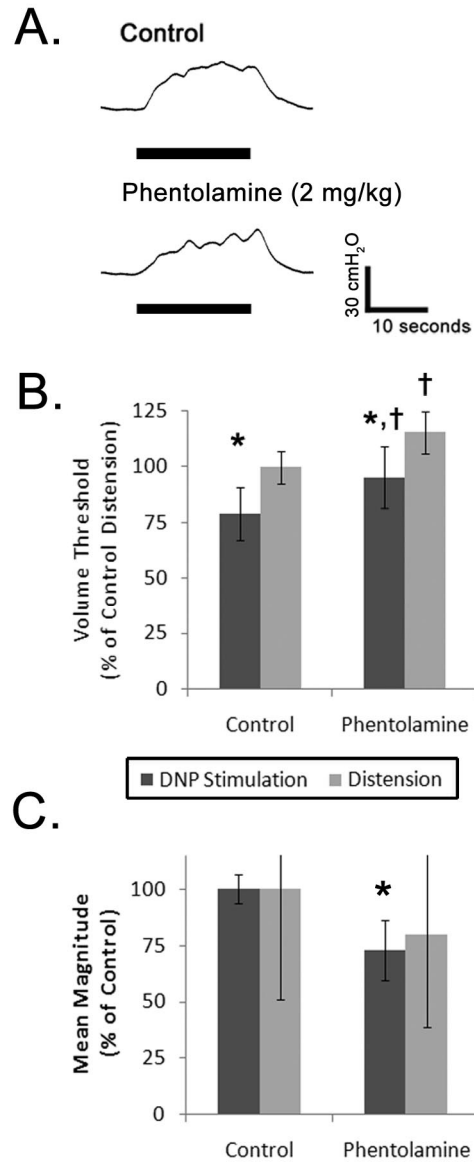 A.
Control
Phentolamine (2 mg/kg)
30 cmH₂O
10 seconds
B.
Volume Threshold
(% of Control Distension)
125
100
75
50
25
0
*
*,†
†
Control
Phentolamine
DNP Stimulation
Distension
C.
Mean Magnitude
(% of Control)
100
75
50
25
0
*
Control
Phentolamine